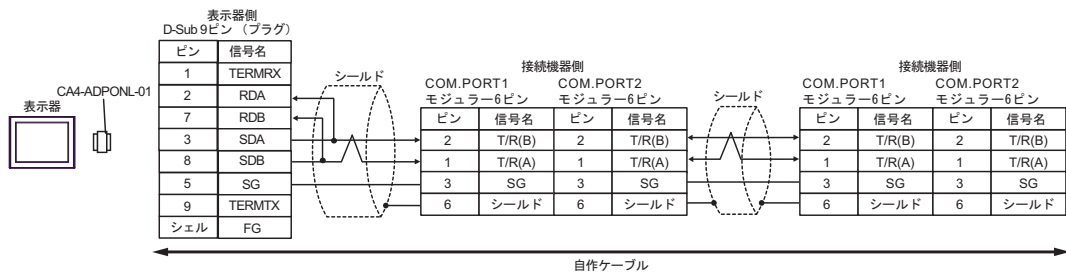 表示器側
D-Sub 9ピン （プラグ）
ピン 信号名
1 TERMRX
2 RDA
7 RDB
3 SDA
8 SDB
5 SG
9 TERMTX
シェル FG
表示器
CA4-ADPONL-01
シールド
接続機器側
COM.PORT1 COM.PORT2
モジュラー6ピン モジュラー6ピン
ピン 信号名 ピン 信号名
2 T/R(B) 2 T/R(B)
1 T/R(A) 1 T/R(A)
3 SG 3 SG
6 シールド 6 シールド
シールド
接続機器側
COM.PORT1 COM.PORT2
モジュラー6ピン モジュラー6ピン
ピン 信号名 ピン 信号名
2 T/R(B) 2 T/R(B)
1 T/R(A) 1 T/R(A)
3 SG 3 SG
6 シールド 6 シールド
自作ケーブル